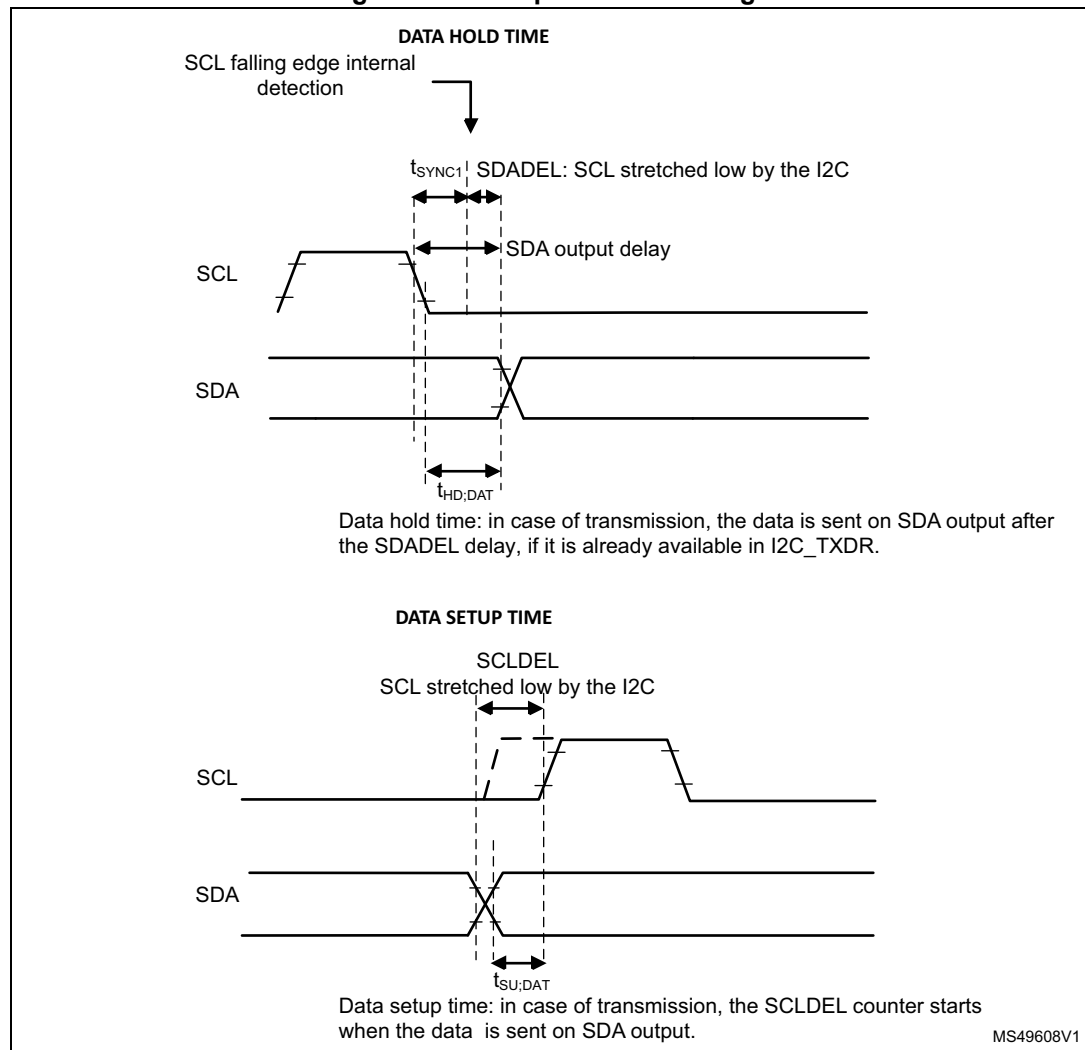 DATA HOLD TIME
SCL falling edge internal
detection
tSYNC1
SDADEL: SCL stretched low by the I2C
SDA output delay
SCL
SDA
tHD;DAT
Data hold time: in case of transmission, the data is sent on SDA output after
the SDADEL delay, if it is already available in I2C_TXDR.
DATA SETUP TIME
SCLDEL
SCL stretched low by the I2C
SCL
SDA
tSU;DAT
Data setup time: in case of transmission, the SCLDEL counter starts
when the data is sent on SDA output.
MS49608V1